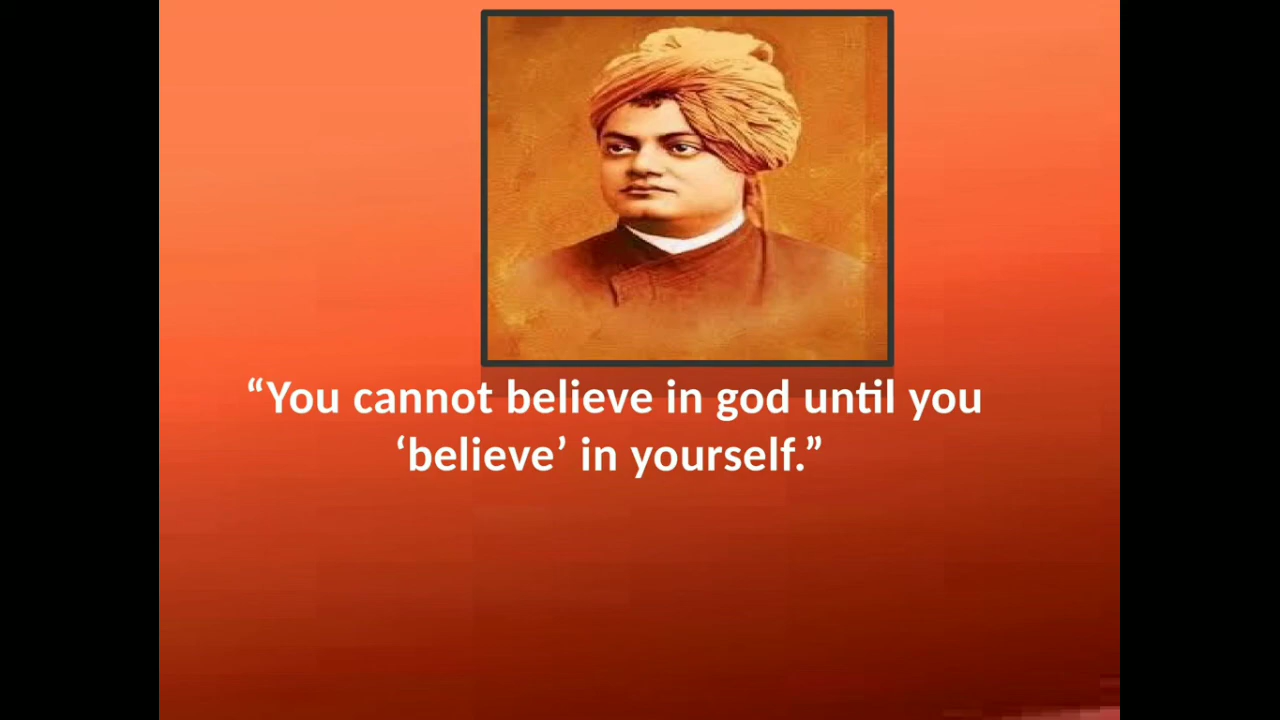 “You cannot believe in god until you
‘believe’ in yourself.”